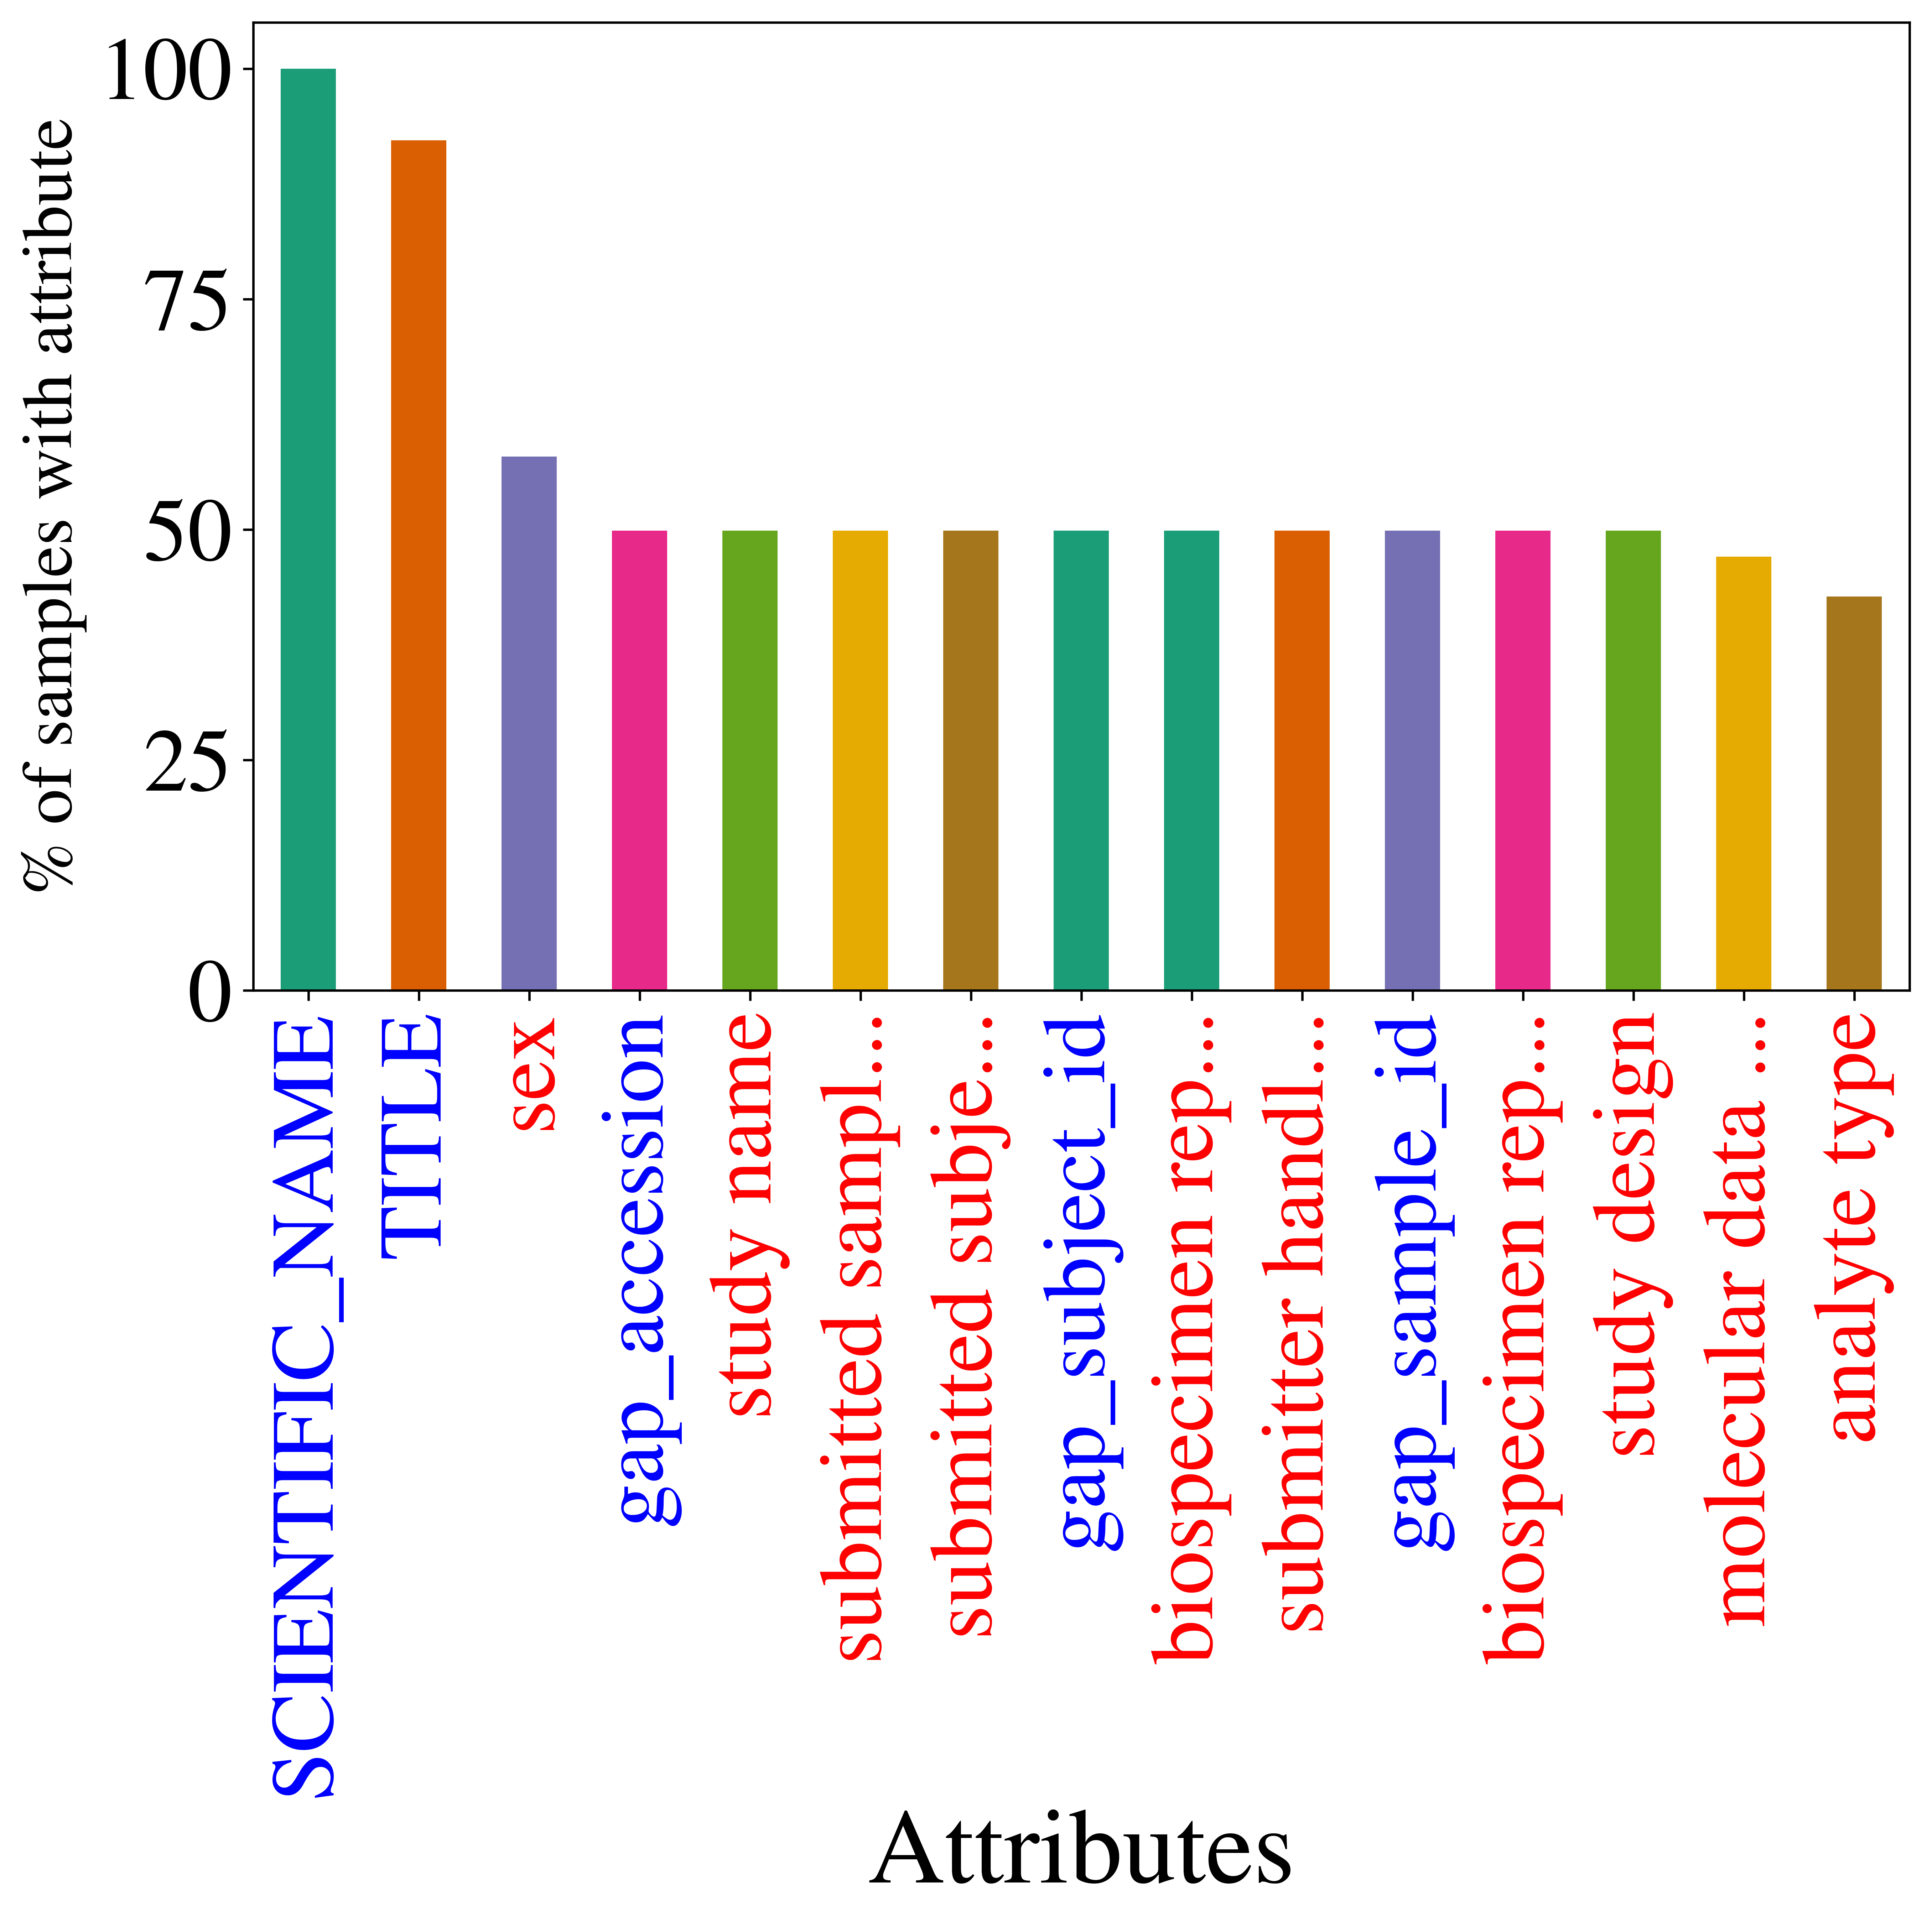 % of samples with attribute
100
75
50
25
0
SCIENTIFIC_NAME
TITLE
sex
gap_accession
study name
submitted sampl...
submitted subje...
gap_subject_id
biospecimen rep...
submitter handl...
gap_sample_id
biospecimen rep...
study design
molecular data ...
analyte type
Attributes